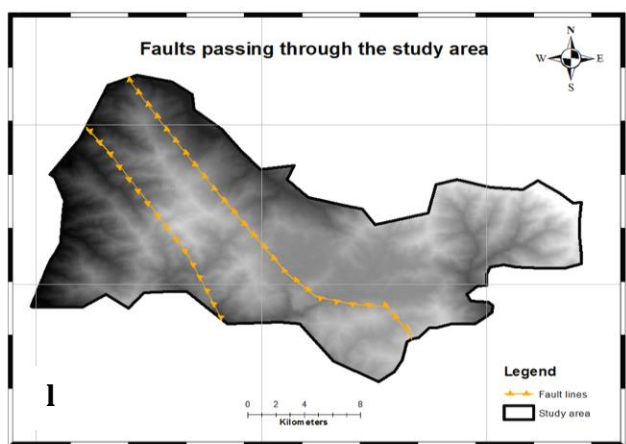 Faults passing through the study area
N
W E
S
l
0 2 4 8
Kilometers
Legend
Fault lines
Study area